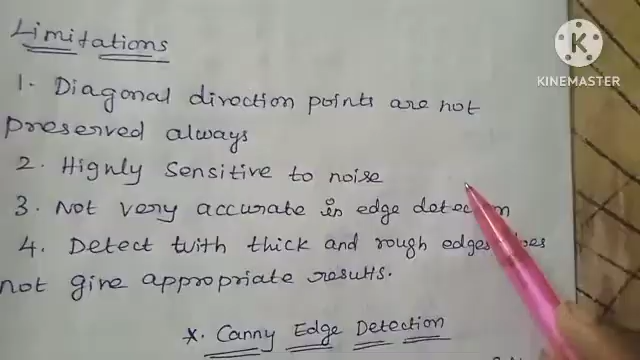 Limitations
K
KINEMASTER
1. Diagonal direction points are not
preserved always
2. Highly sensitive to noise
3. Not very accurate in edge detection
4. Detect with thick and rough edges does
not give appropriate results.
*. Canny Edge Detection